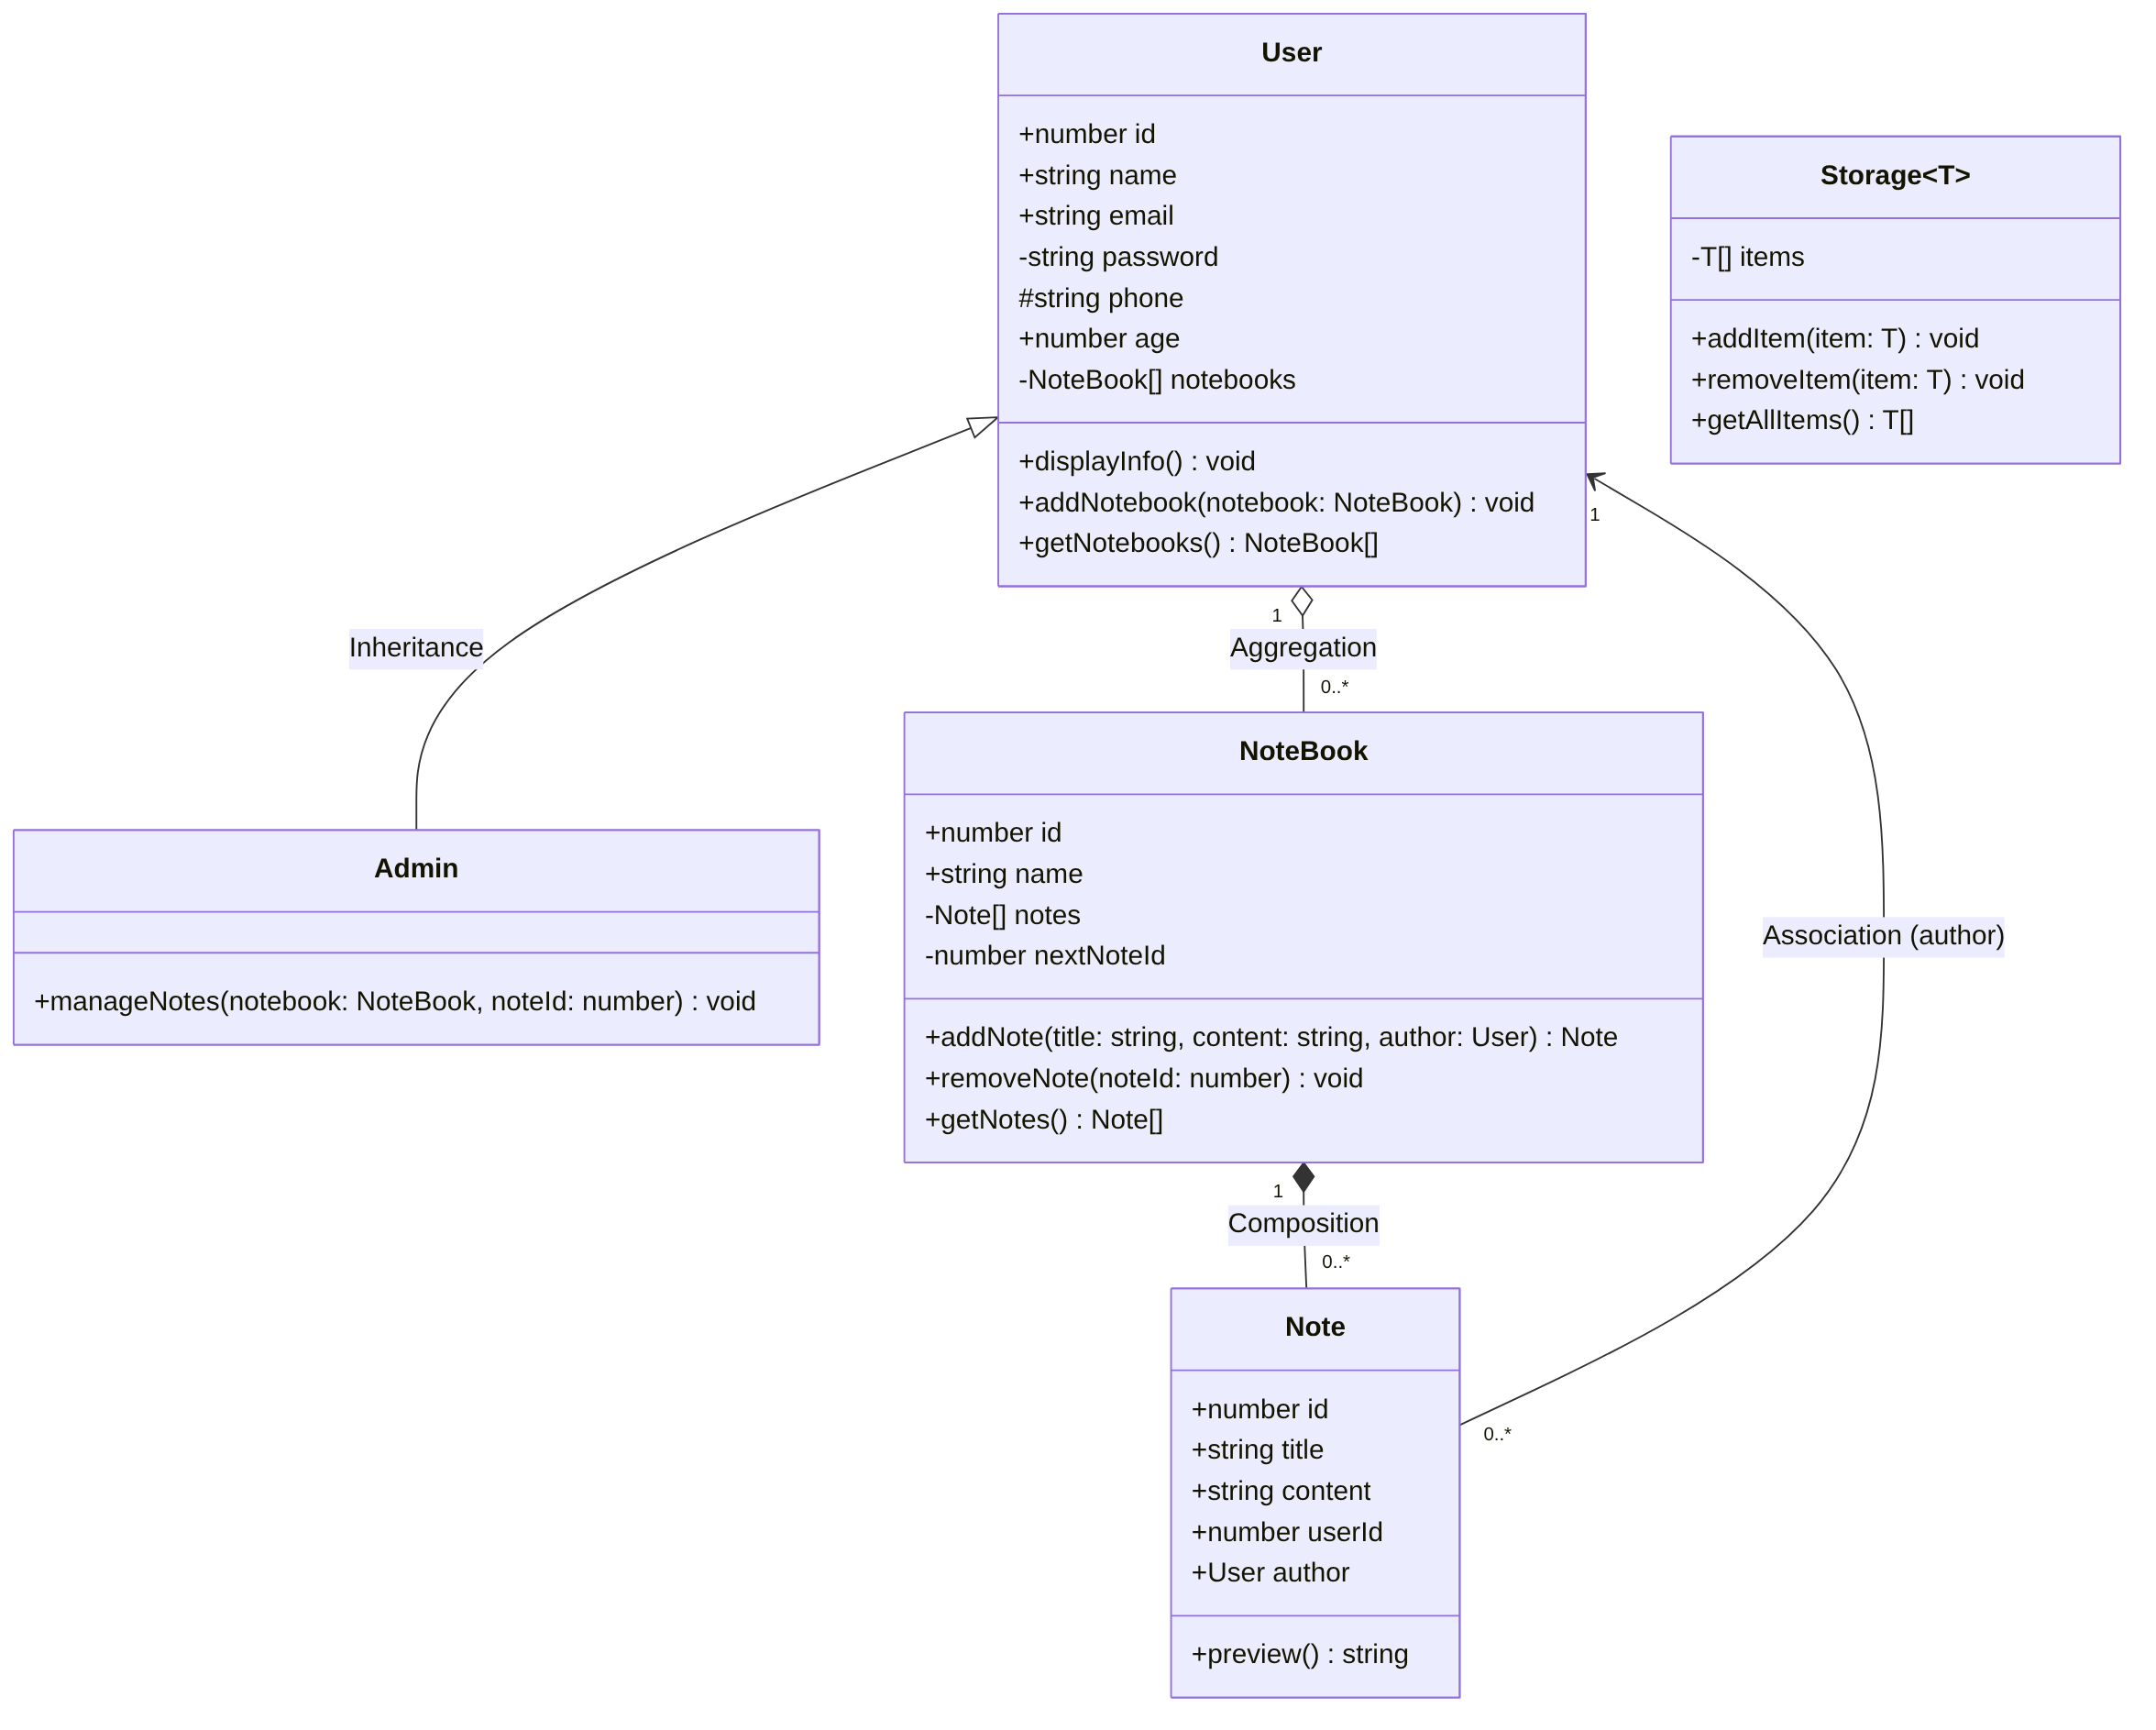 User
+number id
+string name
+string email
-string password
#string phone
+number age
-NoteBook[] notebooks
+displayInfo() : void
+addNotebook(notebook: NoteBook) : void
+getNotebooks() : NoteBook[]
Storage<T>
-T[] items
+addItem(item: T) : void
+removeItem(item: T) : void
+getAllItems() : T[]
1
1
Inheritance
Aggregation
0..*
NoteBook
+number id
+string name
-Note[] notes
-number nextNoteId
+addNote(title: string, content: string, author: User) : Note
+removeNote(noteId: number) : void
+getNotes() : Note[]
Admin
+manageNotes(notebook: NoteBook, noteId: number) : void
Association (author)
1
Composition
0..*
Note
+number id
+string title
+string content
+number userId
+User author
+preview() : string
0..*